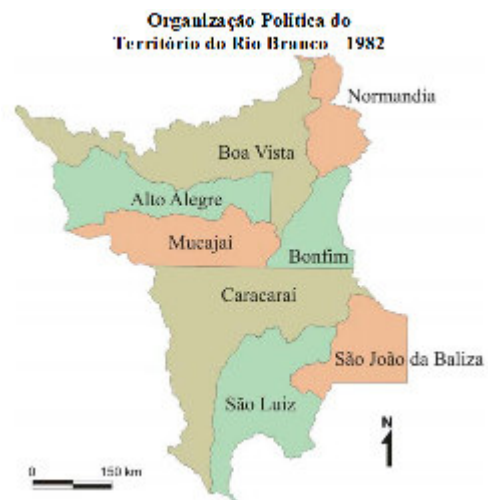 Organização Política do
Território do Rio Branco 1982
Normandia
Boa Vista
Alto Alegre
Mucajaí
Bonfim
Caracaraí
São João da Baliza
São Luiz
N
0 150 km